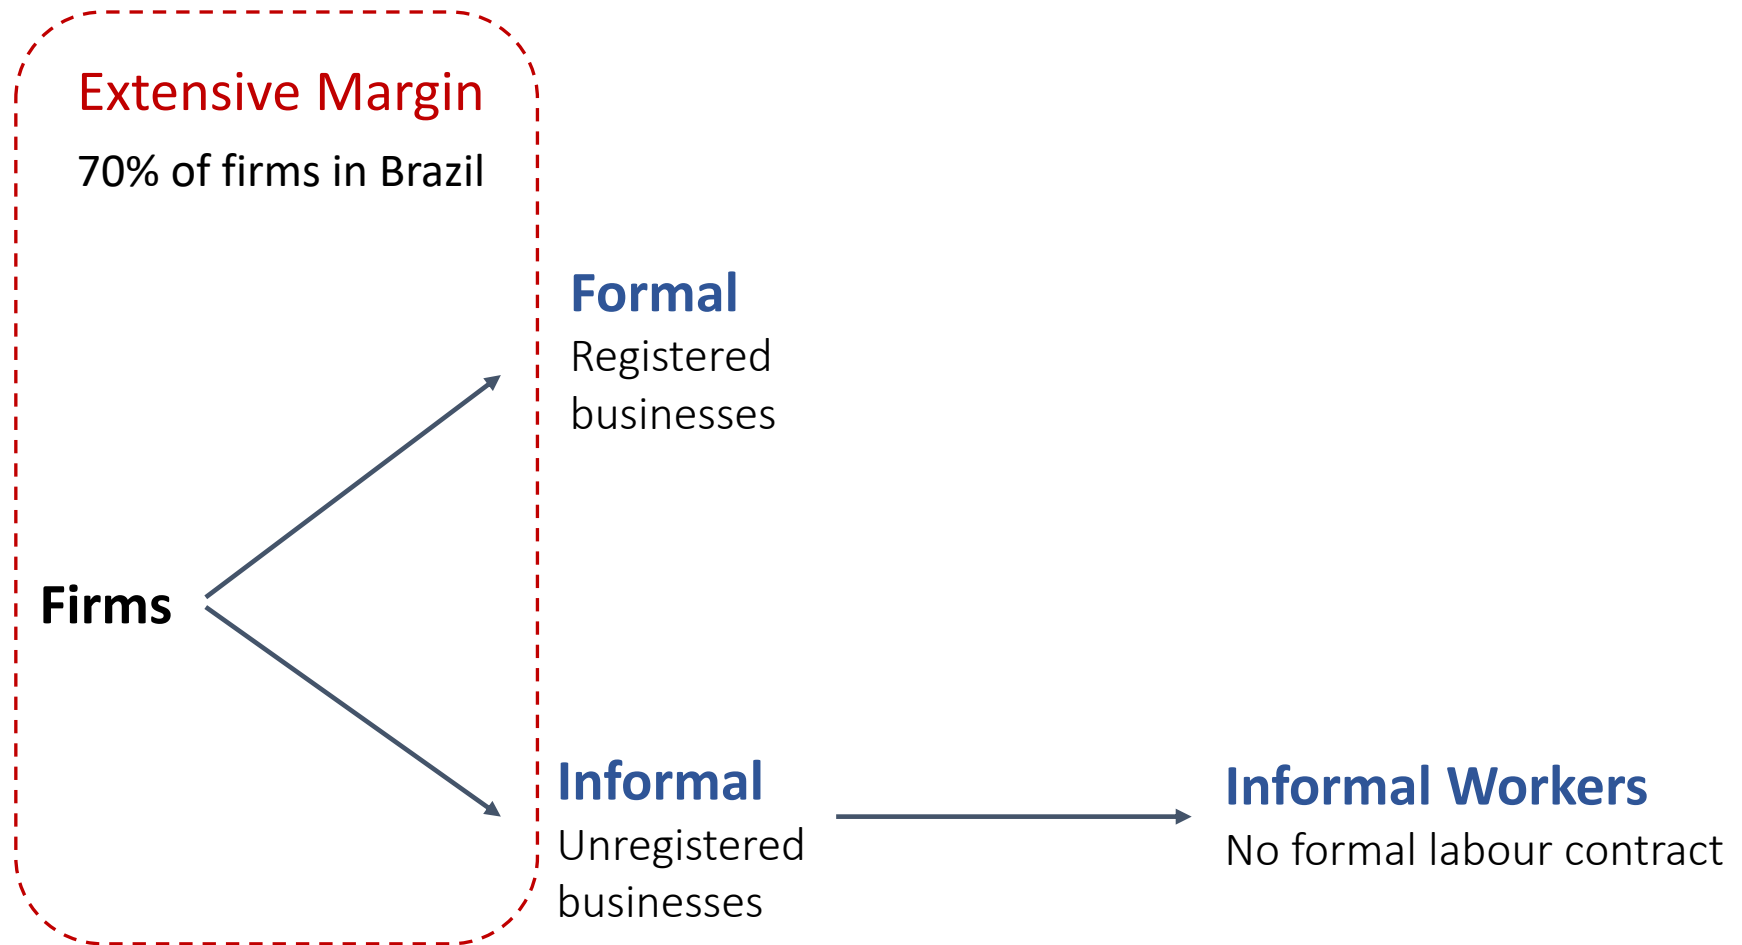 Extensive Margin
70% of firms in Brazil
Formal
Registered
businesses
Firms
Informal
Unregistered
businesses
Informal Workers
No formal labour contract